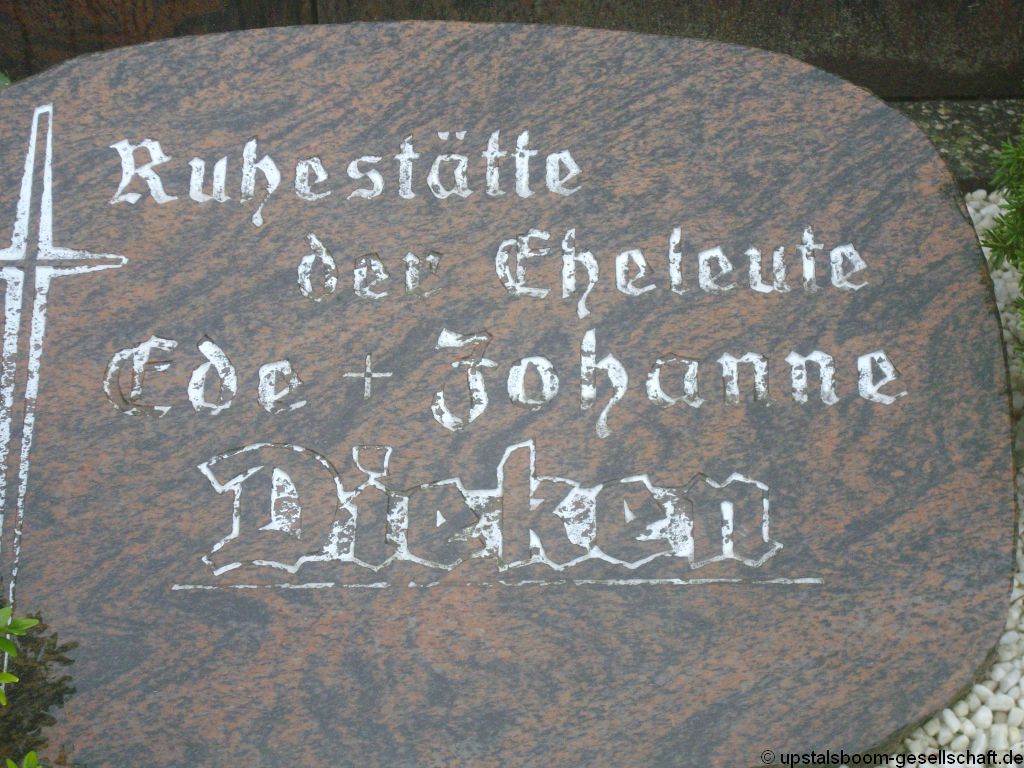 Ruhestätte
der Eheleute
Ede + Johanne
Dieken
© upstalsboom-gesellschaft.de